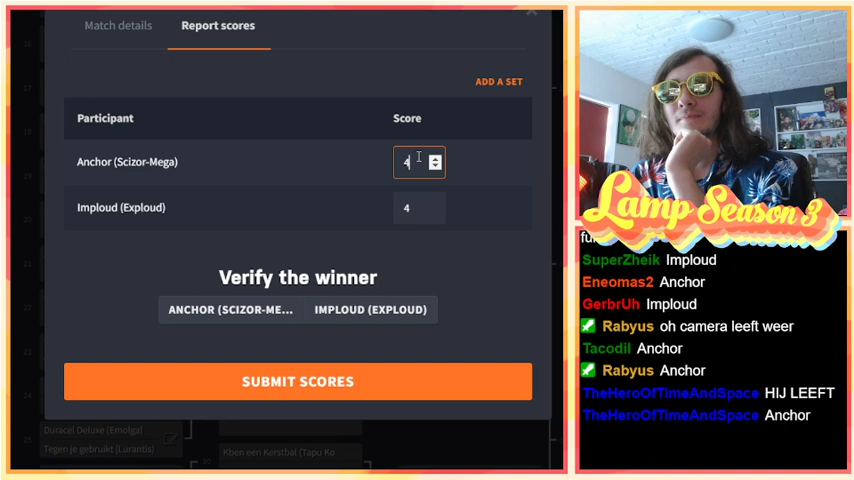 Match details
Report scores
ADD A SET
Participant
Score
Anchor (Scizor-Mega)
4
Imploud (Exploud)
4
Verify the winner
ANCHOR (SCIZOR-ME...
IMPLOUD (EXPLOUD)
SUBMIT SCORES
Duracel Deluxe (Emolga)
Tegen je gebruikt (Lurantis)
Kben een Kerstbal (Tapu Ko
Lamp Season 3
SuperZheik Imploud
Eneomas2 Anchor
GerbrUh Imploud
Rabyus oh camera leeft weer
Tacodil Anchor
Rabyus Anchor
TheHeroOfTimeAndSpace HIJ LEEFT
TheHeroOfTimeAndSpace Anchor